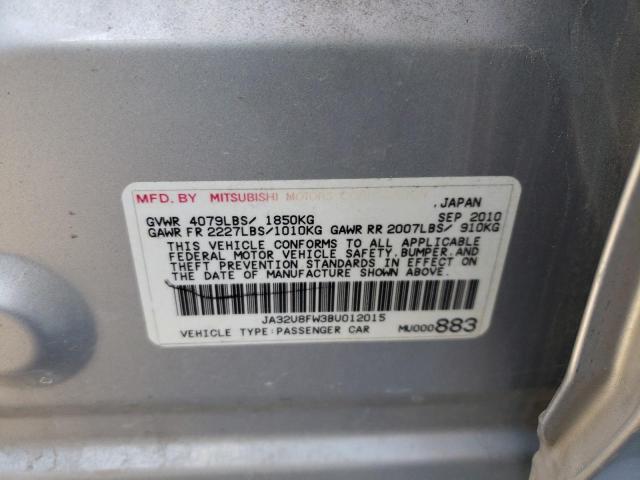 MFD.BY MITSUBISHI MOTORS CORPORATION, JAPAN
GVWR 4079LBS/ 1850KG SEP 2010
GAWR FR 2227LBS/1010KG GAWR RR 2007LBS/ 910KG
THIS VEHICLE CONFORMS TO ALL APPLICABLE
FEDERAL MOTOR VEHICLE SAFETY, BUMPER, AND
THEFT PREVENTION STANDARDS IN EFFECT ON
THE DATE OF MANUFACTURE SHOWN ABOVE.
JA32U8FW3BU012015
VEHICLE TYPE:PASSENGER CAR MU000883